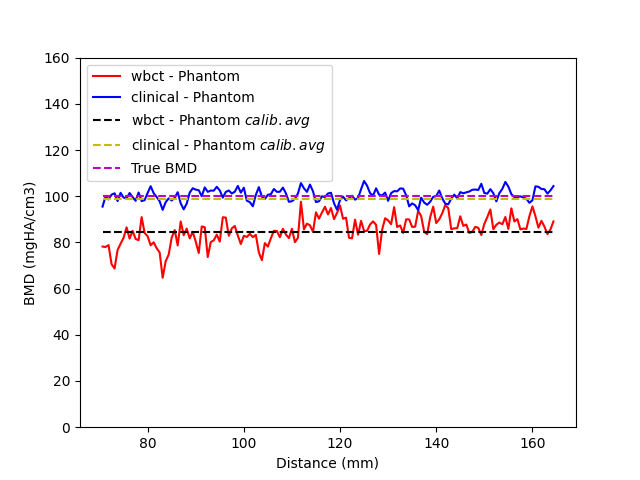 160
140
120
100
80
60
40
20
0
BMD (mgHA/cm3)
wbct - Phantom
clinical - Phantom
wbct - Phantom calib.avg
clinical - Phantom calib.avg
True BMD
80 100 120 140 160
Distance (mm)